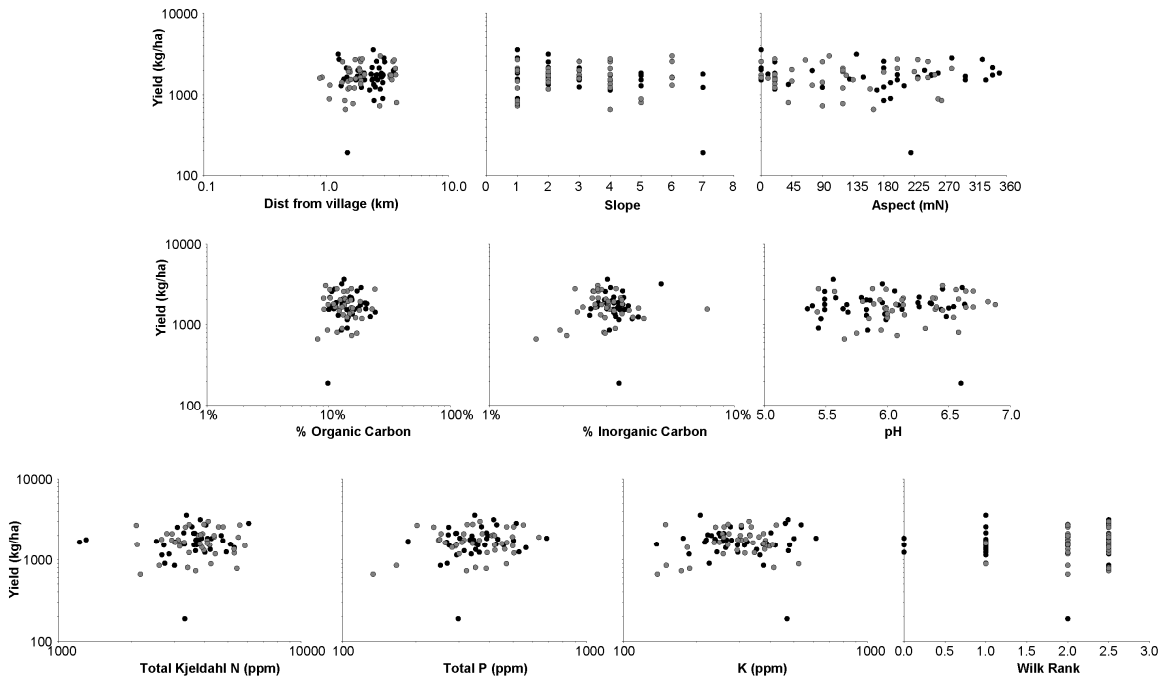 10000
1000
100
Yield (kg/ha)
0.1 1.0 10.0
Dist from village (km)
0 1 2 3 4 5 6 7 8
Slope
0 45 90 135 180 225 270 315 360
Aspect (mN)
10000
1000
100
Yield (kg/ha)
1% 10% 100%
% Organic Carbon
1% 10%
% Inorganic Carbon
5.0 5.5 6.0 6.5 7.0
pH
10000
1000
100
Yield (kg/ha)
1000 10000
Total Kjeldahl N (ppm)
100 1000
Total P (ppm)
100 1000
K (ppm)
0.0 0.5 1.0 1.5 2.0 2.5 3.0
Wilk Rank